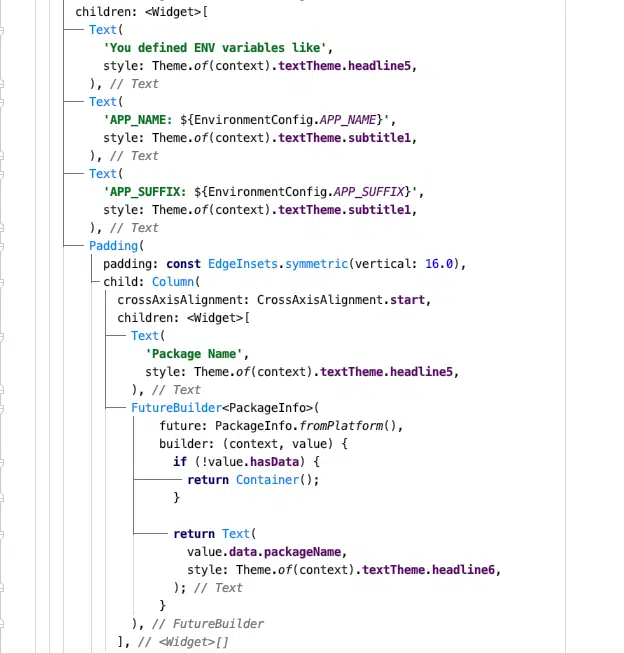 children: <Widget>[
Text(
'You defined ENV variables like',
style: Theme.of(context).textTheme.headline5,
), // Text
Text(
'APP_NAME: ${EnvironmentConfig.APP_NAME}',
style: Theme.of(context).textTheme.subtitle1,
), // Text
Text(
'APP_SUFFIX: ${EnvironmentConfig.APP_SUFFIX}',
style: Theme.of(context).textTheme.subtitle1,
), // Text
Padding(
padding: const EdgeInsets.symmetric(vertical: 16.0),
child: Column(
crossAxisAlignment: CrossAxisAlignment.start,
children: <Widget>[
Text(
'Package Name',
style: Theme.of(context).textTheme.headline5,
), // Text
FutureBuilder<PackageInfo>(
future: PackageInfo.fromPlatform(),
builder: (context, value) {
if (!value.hasData) {
return Container();
}
return Text(
value.data.packageName,
style: Theme.of(context).textTheme.headline6,
); // Text
}
), // FutureBuilder
], // <Widget>[]